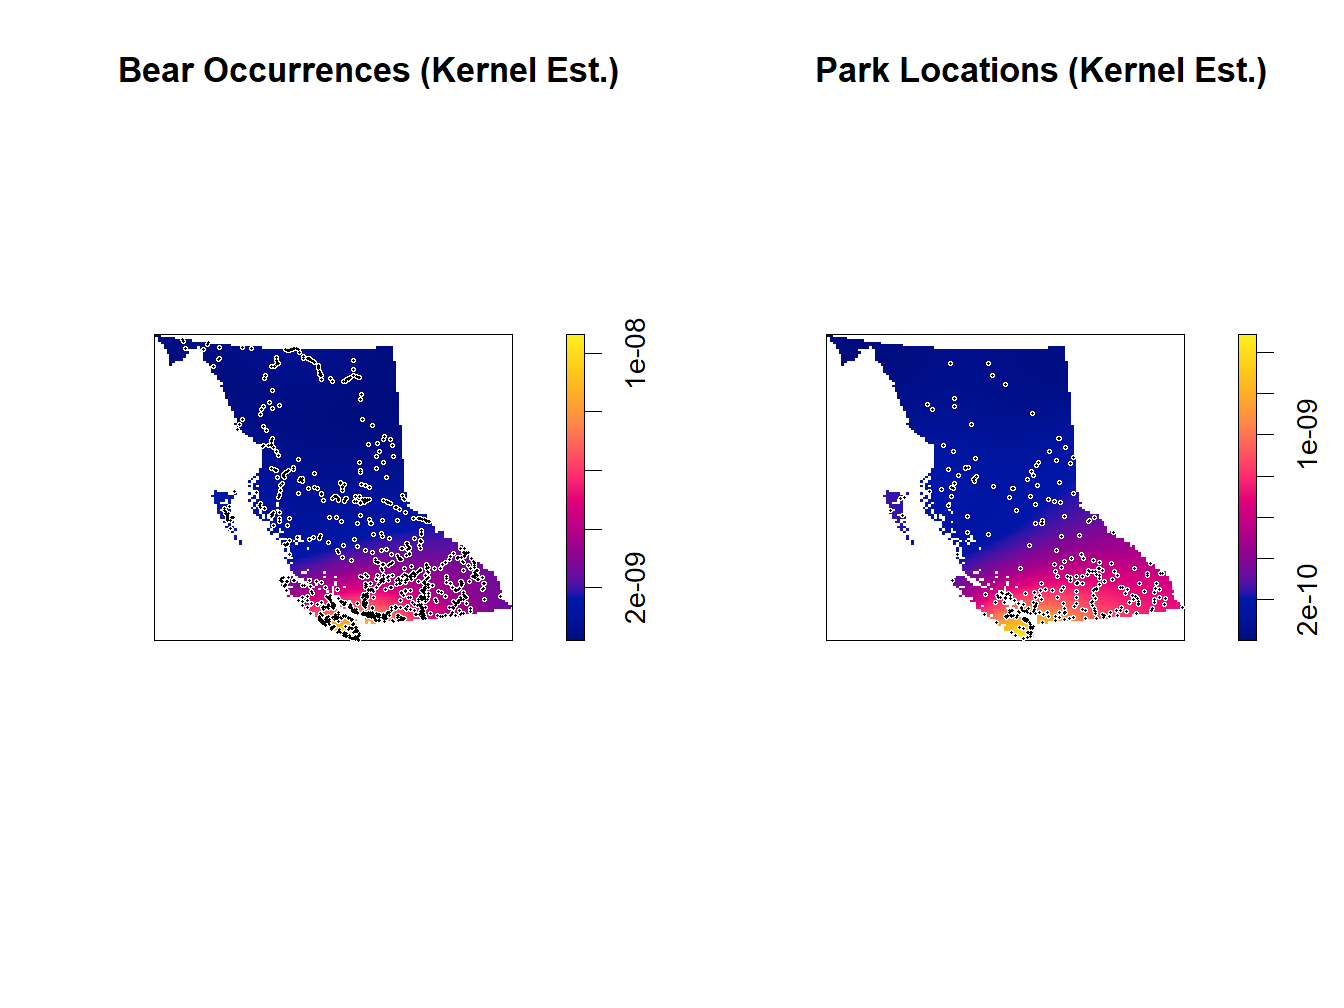 Bear Occurrences (Kernel Est.)
Park Locations (Kernel Est.)
1e-08
2e-09
1e-09
2e-10